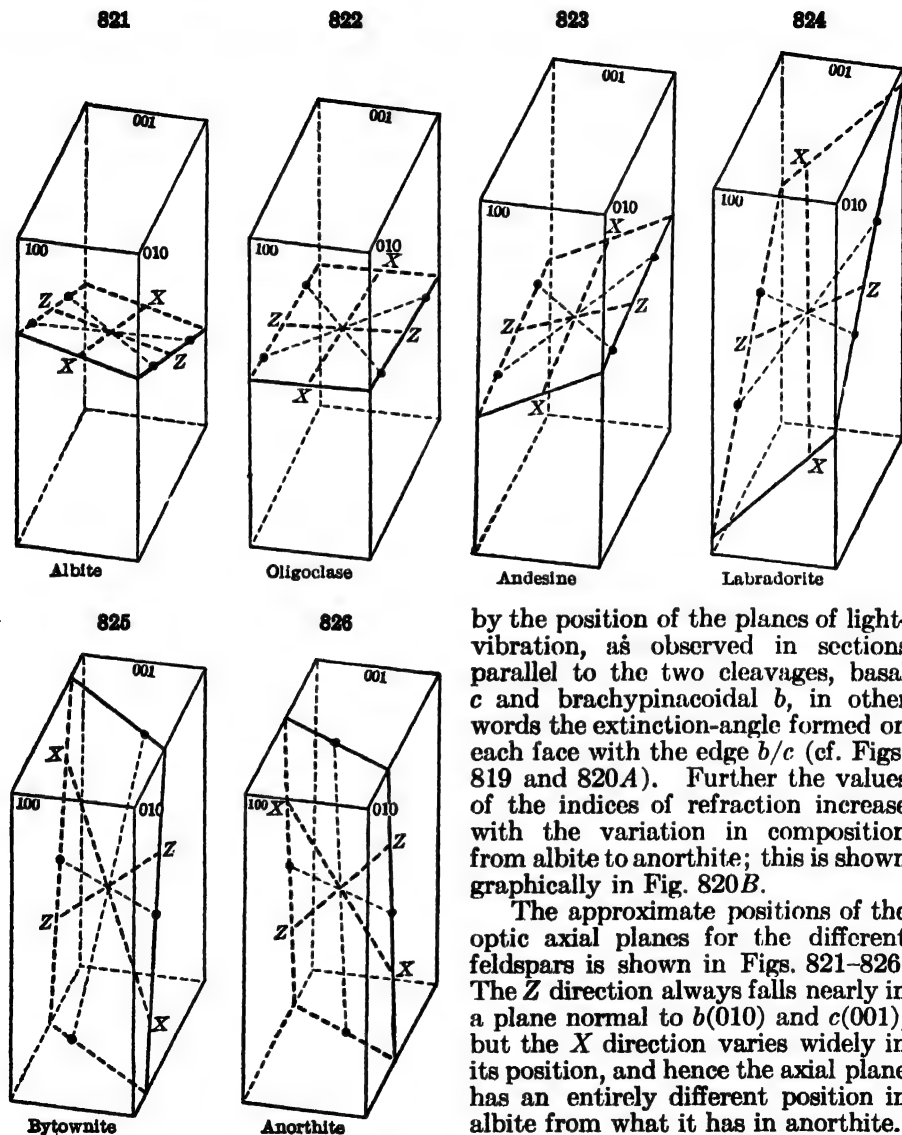 821 822 823 824
001 001 001 001
100 010 100 010 100 010 100 010
X X X X
Z Z Z Z
Z Z Z Z
X X X X
Albite Oligoclase Andesine Labradorite
825 826
001 001
100 010 100 010
X X
Z Z
Z Z
X X
Bytownite Anorthite
by the position of the planes of light-
vibration, as observed in sections
parallel to the two cleavages, basa
c and brachypinacoidal b, in other
words the extinction-angle formed on
each face with the edge b/c (cf. Figs
819 and 820A). Further the values
of the indices of refraction increase
with the variation in composition
from albite to anorthite; this is shown
graphically in Fig. 820B.
The approximate positions of the
optic axial planes for the different
feldspars is shown in Figs. 821–826
The Z direction always falls nearly in
a plane normal to b(010) and c(001),
but the X direction varies widely in
its position, and hence the axial plane
has an entirely different position in
albite from what it has in anorthite.